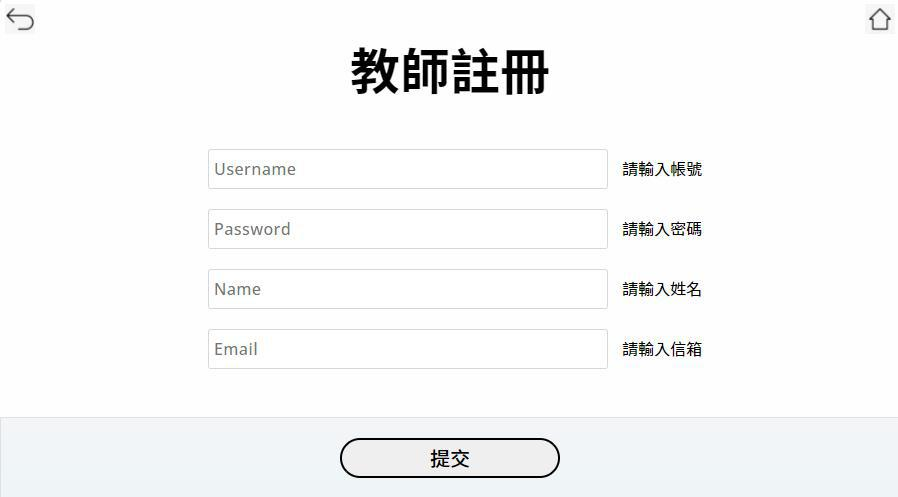 教師註冊
Username 請輸入帳號
Password 請輸入密碼
Name 請輸入姓名
Email 請輸入信箱
提交